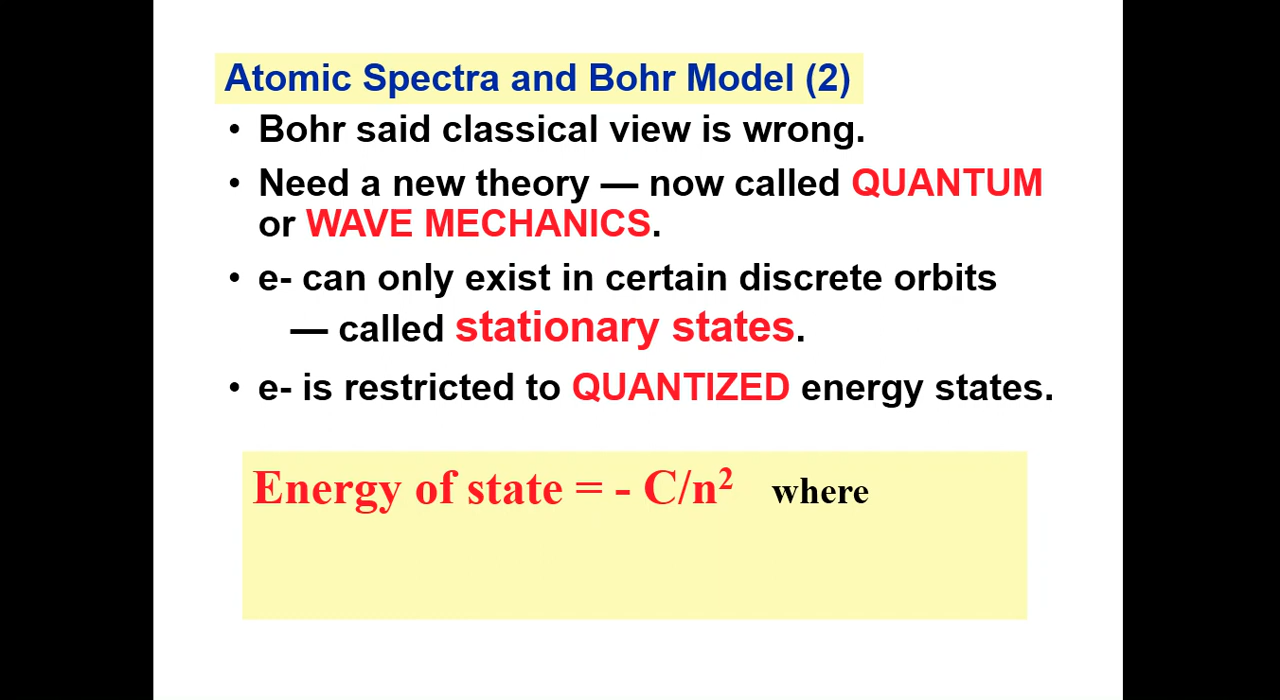 Atomic Spectra and Bohr Model (2)
• Bohr said classical view is wrong.
• Need a new theory — now called QUANTUM
or WAVE MECHANICS.
• e- can only exist in certain discrete orbits
— called stationary states.
• e- is restricted to QUANTIZED energy states.
Energy of state = - C/n² where